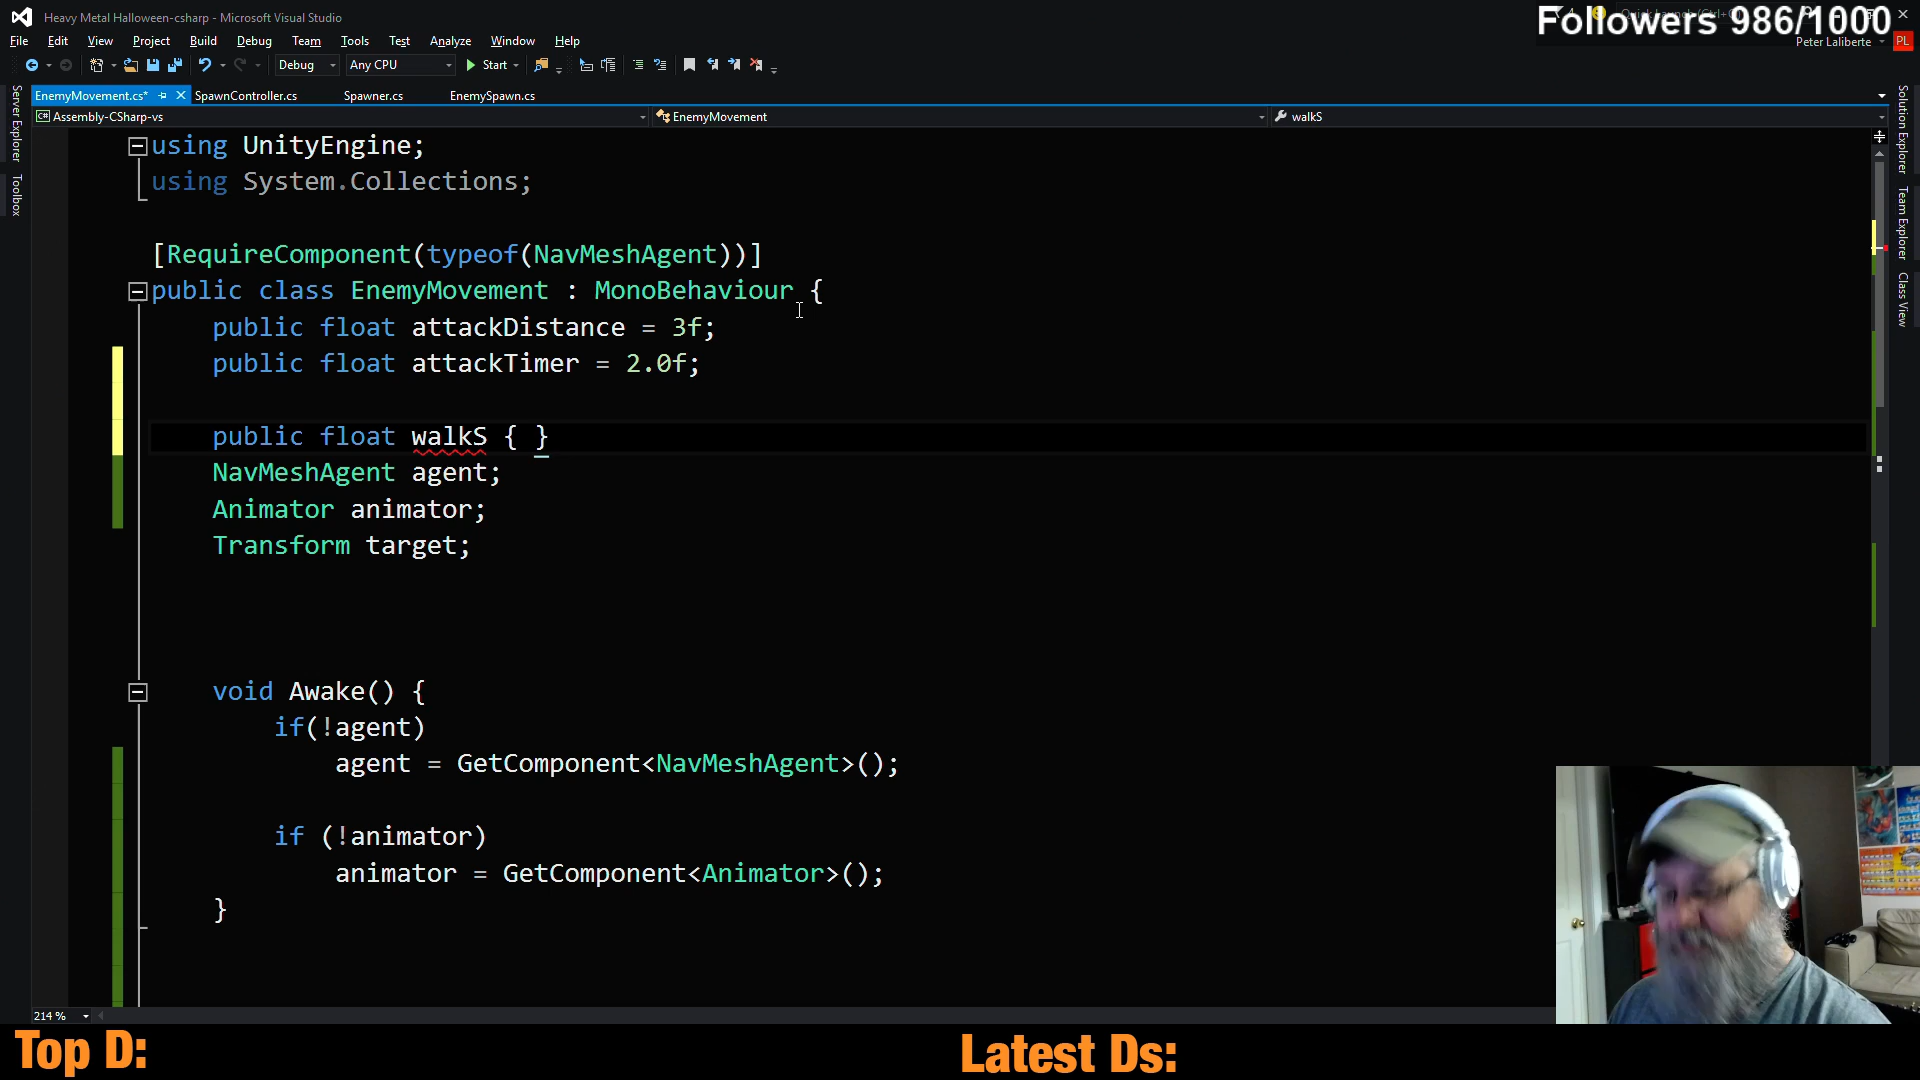 Heavy Metal Halloween-csharp - Microsoft Visual Studio
Followers 986/1000
File Edit View Project Build Debug Team Tools Test Analyze Window Help
Peter Laliberte
PL
Debug Any CPU Start
EnemyMovement.cs* SpawnController.cs Spawner.cs EnemySpawn.cs
C# Assembly-CSharp-vs EnemyMovement walkS
Server Explorer
Toolbox
Solution Explorer
Team Explorer
Class View
using UnityEngine;
using System.Collections;
[RequireComponent(typeof(NavMeshAgent))]
public class EnemyMovement : MonoBehaviour {
public float attackDistance = 3f;
public float attackTimer = 2.0f;
public float walkS { }
NavMeshAgent agent;
Animator animator;
Transform target;
void Awake() {
if(!agent)
agent = GetComponent<NavMeshAgent>();
if (!animator)
animator = GetComponent<Animator>();
}
214 %
Top D:
Latest Ds: